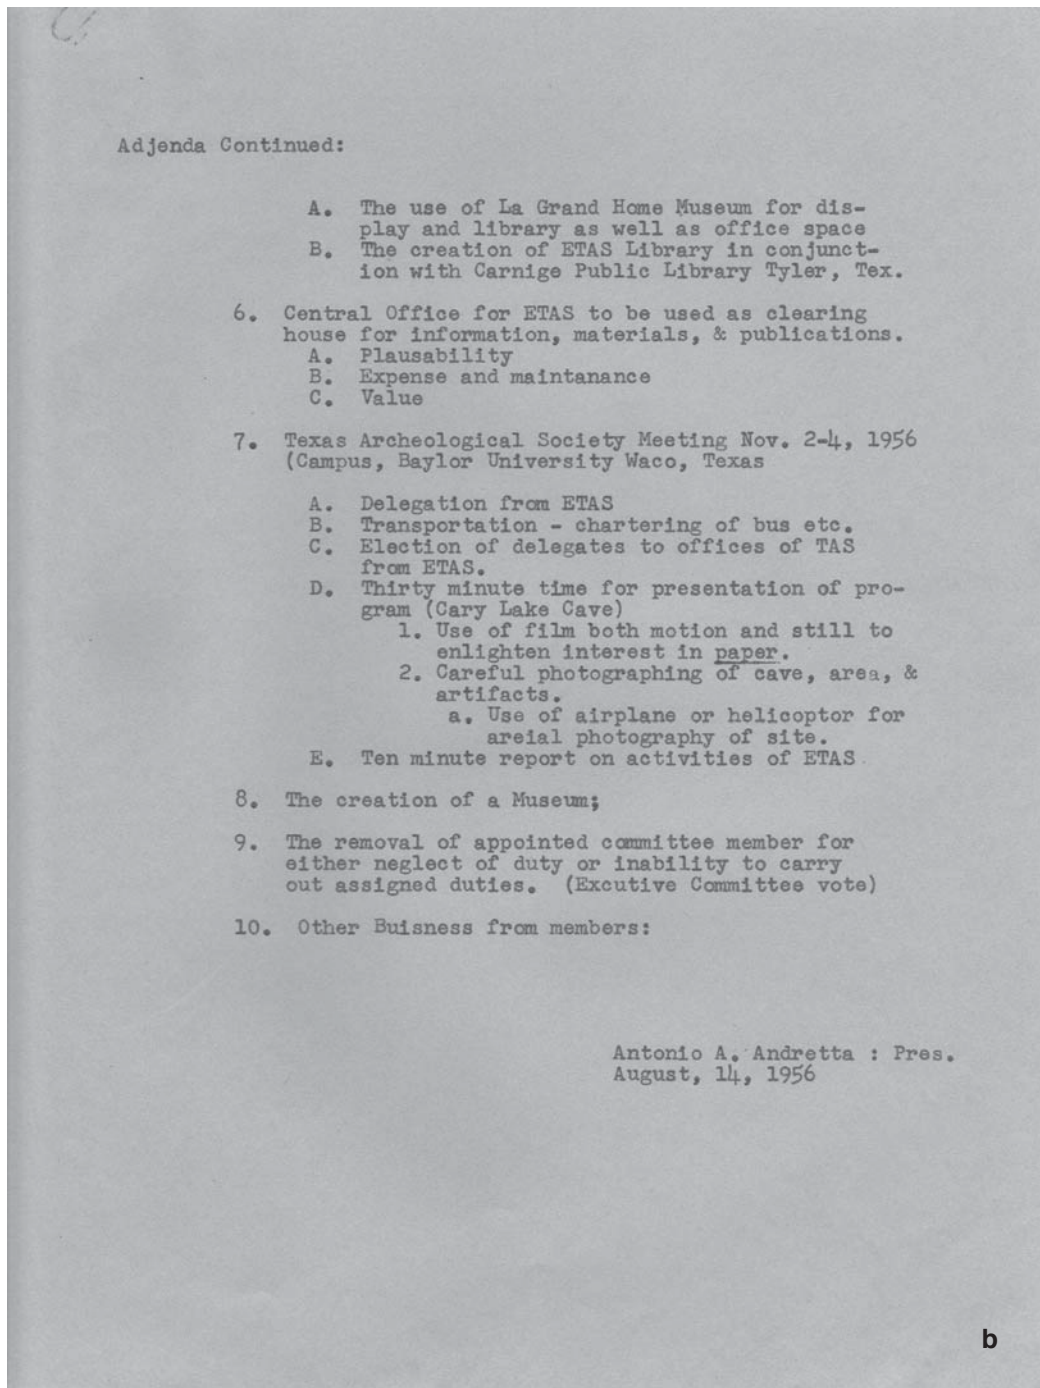 Adjenda Continued:
A. The use of La Grand Home Museum for dis-
play and library as well as office space
B. The creation of ETAS Library in conjunct-
ion with Carnige Public Library Tyler, Tex.
6. Central Office for ETAS to be used as clearing
house for information, materials, & publications.
A. Plausability
B. Expense and maintanance
C. Value
7. Texas Archeological Society Meeting Nov. 2-4, 1956
(Campus, Baylor University Waco, Texas
A. Delegation from ETAS
B. Transportation - chartering of bus etc.
C. Election of delegates to offices of TAS
from ETAS.
D. Thirty minute time for presentation of pro-
gram (Cary Lake Cave)
1. Use of film both motion and still to
enlighten interest in paper.
2. Careful photographing of cave, area, &
artifacts.
a. Use of airplane or helicoptor for
areial photography of site.
E. Ten minute report on activities of ETAS.
8. The creation of a Museum;
9. The removal of appointed committee member for
either neglect of duty or inability to carry
out assigned duties. (Excutive Committee vote)
10. Other Buisness from members:
Antonio A. Andretta : Pres.
August, 14, 1956
b